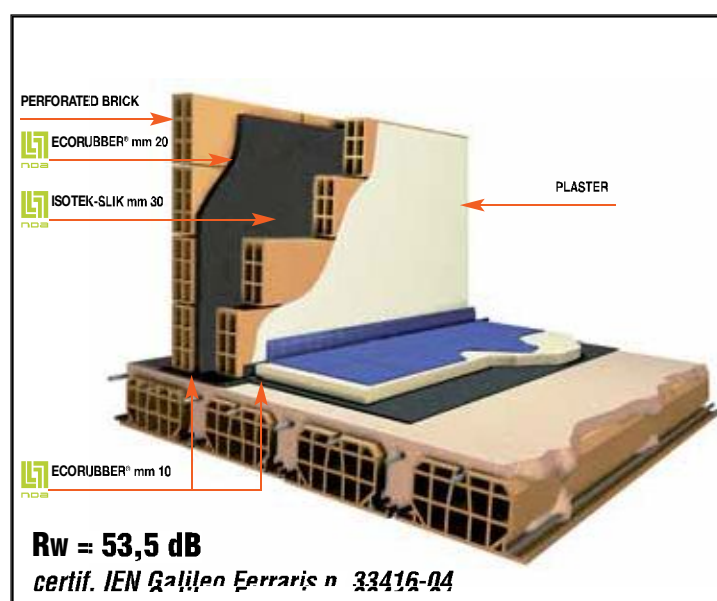 PERFORATED BRICK
ECORUBBER® mm 20
noa
ISOTEK-SLIK mm 30
noa
PLASTER
ECORUBBER® mm 10
noa
Rw = 53,5 dB
certif. IEN Galileo Ferraris n. 33416-04